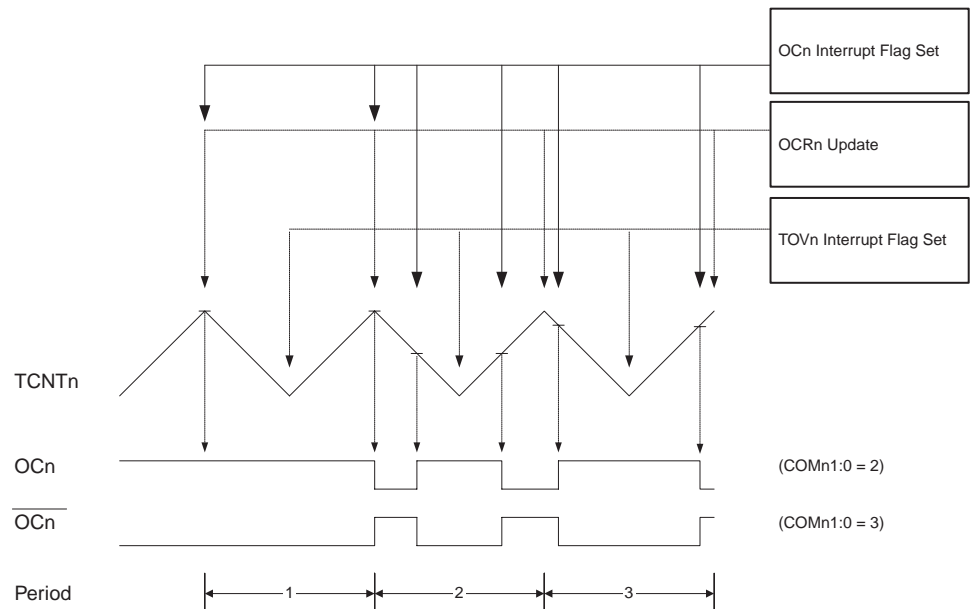 OCn Interrupt Flag Set
OCRn Update
TOVn Interrupt Flag Set
TCNTn
OCn
(COMn1:0 = 2)
OCn
(COMn1:0 = 3)
Period
1
2
3